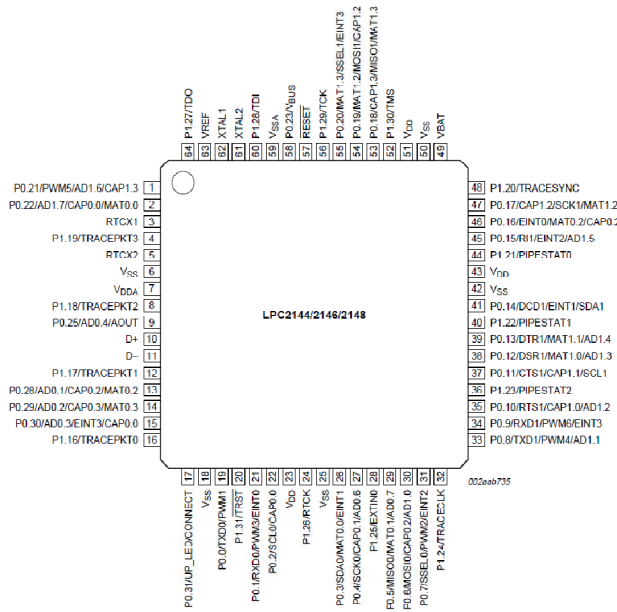 P1.27/TDO
VREF
XTAL1
XTAL2
P1.28/TDI
VSSA
P0.23/VBUS
RESET
P1.29/TCK
P0.20/MAT1.3/SSEL1/EINT3
P0.19/MAT1.2/MOSI1/CAP1.2
P0.18/CAP1.3/MISO1/MAT1.3
P1.30/TMS
VDD
VSS
VBAT
64 63 62 61 60 59 58 57 56 55 54 53 52 51 50 49
P0.21/PWM5/AD1.6/CAP1.3 1
P0.22/AD1.7/CAP0.0/MAT0.0 2
RTCX1 3
P1.19/TRACEPKT3 4
RTCX2 5
VSS 6
VDDA 7
P1.18/TRACEPKT2 8
P0.25/AD0.4/AOUT 9
D+ 10
D− 11
P1.17/TRACEPKT1 12
P0.28/AD0.1/CAP0.2/MAT0.2 13
P0.29/AD0.2/CAP0.3/MAT0.3 14
P0.30/AD0.3/EINT3/CAP0.0 15
P1.16/TRACEPKT0 16
LPC2144/2146/2148
48 P1.20/TRACESYNC
47 P0.17/CAP1.2/SCK1/MAT1.2
46 P0.16/EINT0/MAT0.2/CAP0.2
45 P0.15/RI1/EINT2/AD1.5
44 P1.21/PIPESTAT0
43 VDD
42 VSS
41 P0.14/DCD1/EINT1/SDA1
40 P1.22/PIPESTAT1
39 P0.13/DTR1/MAT1.1/AD1.4
38 P0.12/DSR1/MAT1.0/AD1.3
37 P0.11/CTS1/CAP1.1/SCL1
36 P1.23/PIPESTAT2
35 P0.10/RTS1/CAP1.0/AD1.2
34 P0.9/RXD1/PWM6/EINT3
33 P0.8/TXD1/PWM4/AD1.1
17 18 19 20 21 22 23 24 25 26 27 28 29 30 31 32
P0.31/UP_LED/CONNECT
VSS
P0.0/TXD0/PWM1
P1.31/TRST
P0.1/RXD0/PWM3/EINT0
P0.2/SCL0/CAP0.0
VDD
P1.26/RTCK
VSS
P0.3/SDA0/MAT0.0/EINT1
P0.4/SCK0/CAP0.1/AD0.6
P1.25/EXTIN0
P0.5/MISO0/MAT0.1/AD0.7
P0.6/MOSI0/CAP0.2/AD1.0
P0.7/SSEL0/PWM2/EINT2
P1.24/TRACECLK
002aab735